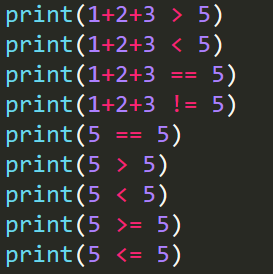 print(1+2+3 > 5)
print(1+2+3 < 5)
print(1+2+3 == 5)
print(1+2+3 != 5)
print(5 == 5)
print(5 > 5)
print(5 < 5)
print(5 >= 5)
print(5 <= 5)